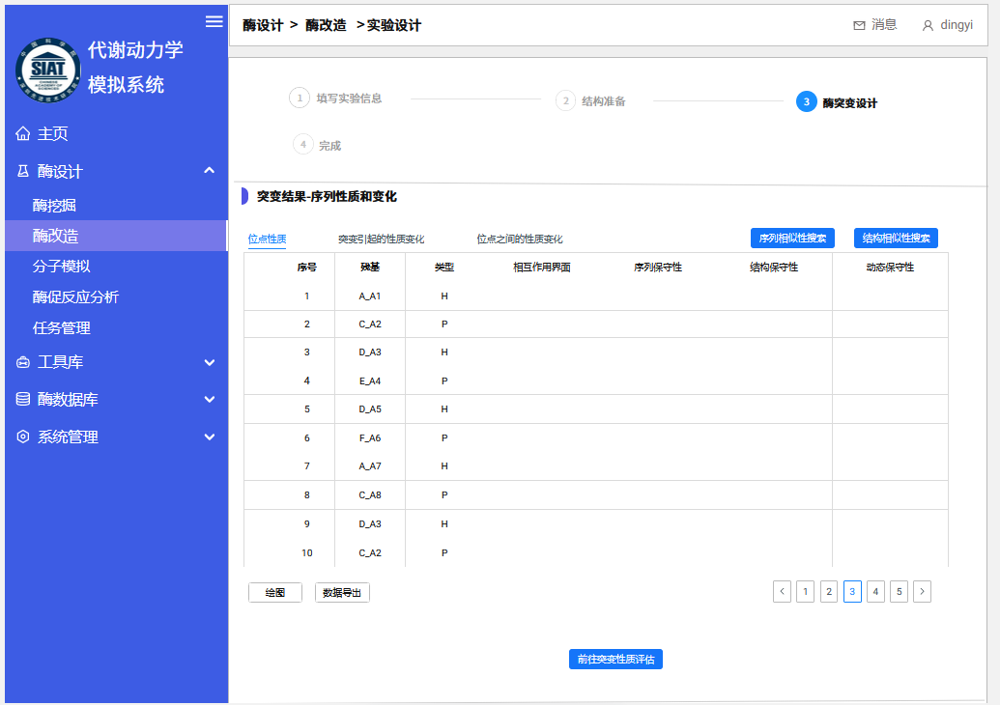 酶设计 > 酶改造 >实验设计
消息
dingyi
SIAT
代谢动力学
模拟系统
主页
酶设计
酶挖掘
酶改造
分子模拟
酶促反应分析
任务管理
工具库
酶数据库
系统管理
1 填写实验信息
2 结构准备
3 酶突变设计
4 完成
突变结果-序列性质和变化
位点性质 突变引起的性质变化 位点之间的性质变化 序列相似性搜索 结构相似性搜索
序号 残基 类型 相互作用界面 序列保守性 结构保守性 动态保守性
1 A_A1 H
2 C_A2 P
3 D_A3 H
4 E_A4 P
5 D_A5 H
6 F_A6 P
7 A_A7 H
8 C_A8 P
9 D_A3 H
10 C_A2 P
绘图 数据导出 < 1 2 3 4 5 >
前往突变性质评估